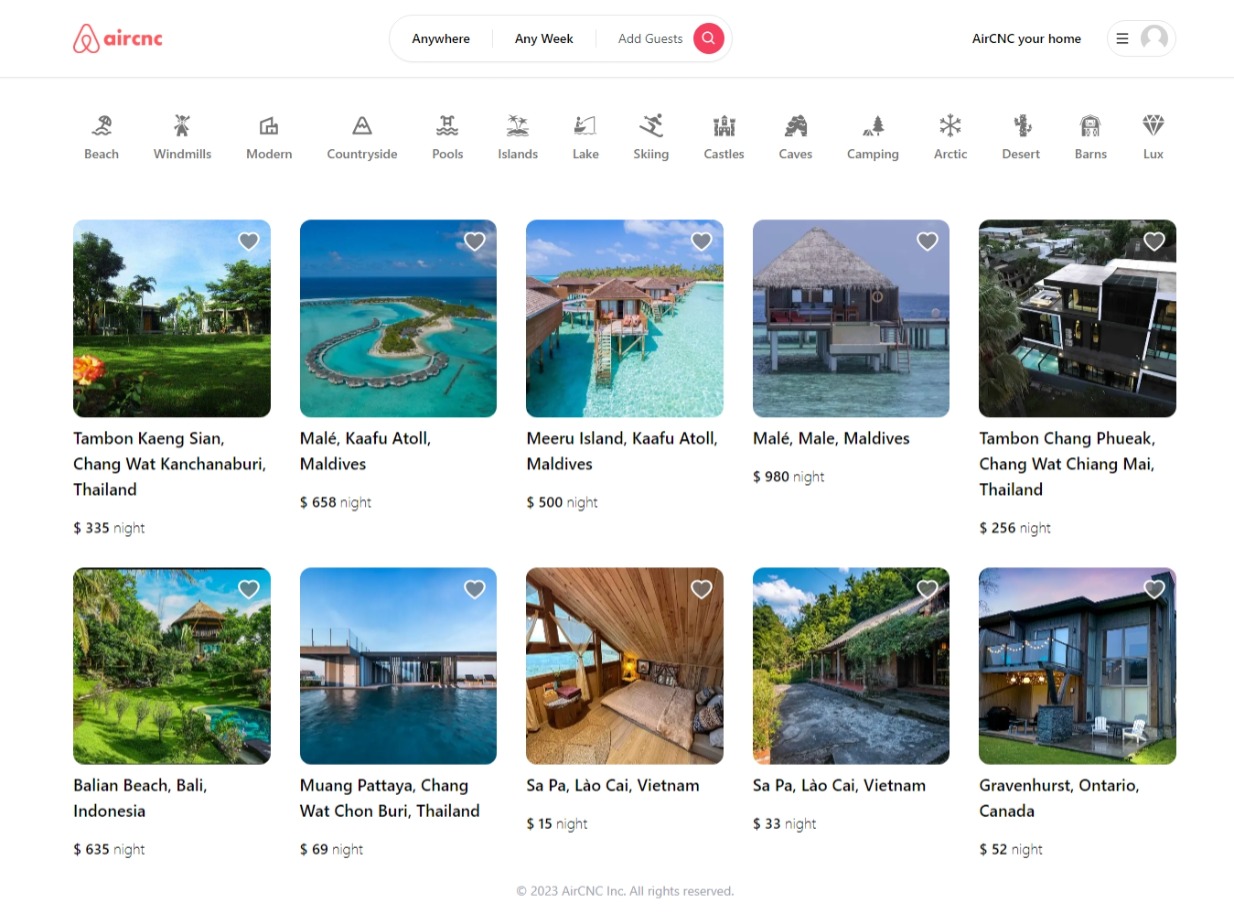 aircnc
Anywhere
Any Week
Add Guests
AirCNC your home
Beach
Windmills
Modern
Countryside
Pools
Islands
Lake
Skiing
Castles
Caves
Camping
Arctic
Desert
Barns
Lux
Tambon Kaeng Sian,
Chang Wat Kanchanaburi,
Thailand
$ 335 night
Malé, Kaafu Atoll,
Maldives
$ 658 night
Meeru Island, Kaafu Atoll,
Maldives
$ 500 night
Malé, Male, Maldives
$ 980 night
Tambon Chang Phueak,
Chang Wat Chiang Mai,
Thailand
$ 256 night
Balian Beach, Bali,
Indonesia
$ 635 night
Muang Pattaya, Chang
Wat Chon Buri, Thailand
$ 69 night
Sa Pa, Lào Cai, Vietnam
$ 15 night
Sa Pa, Lào Cai, Vietnam
$ 33 night
Gravenhurst, Ontario,
Canada
$ 52 night
© 2023 AirCNC Inc. All rights reserved.